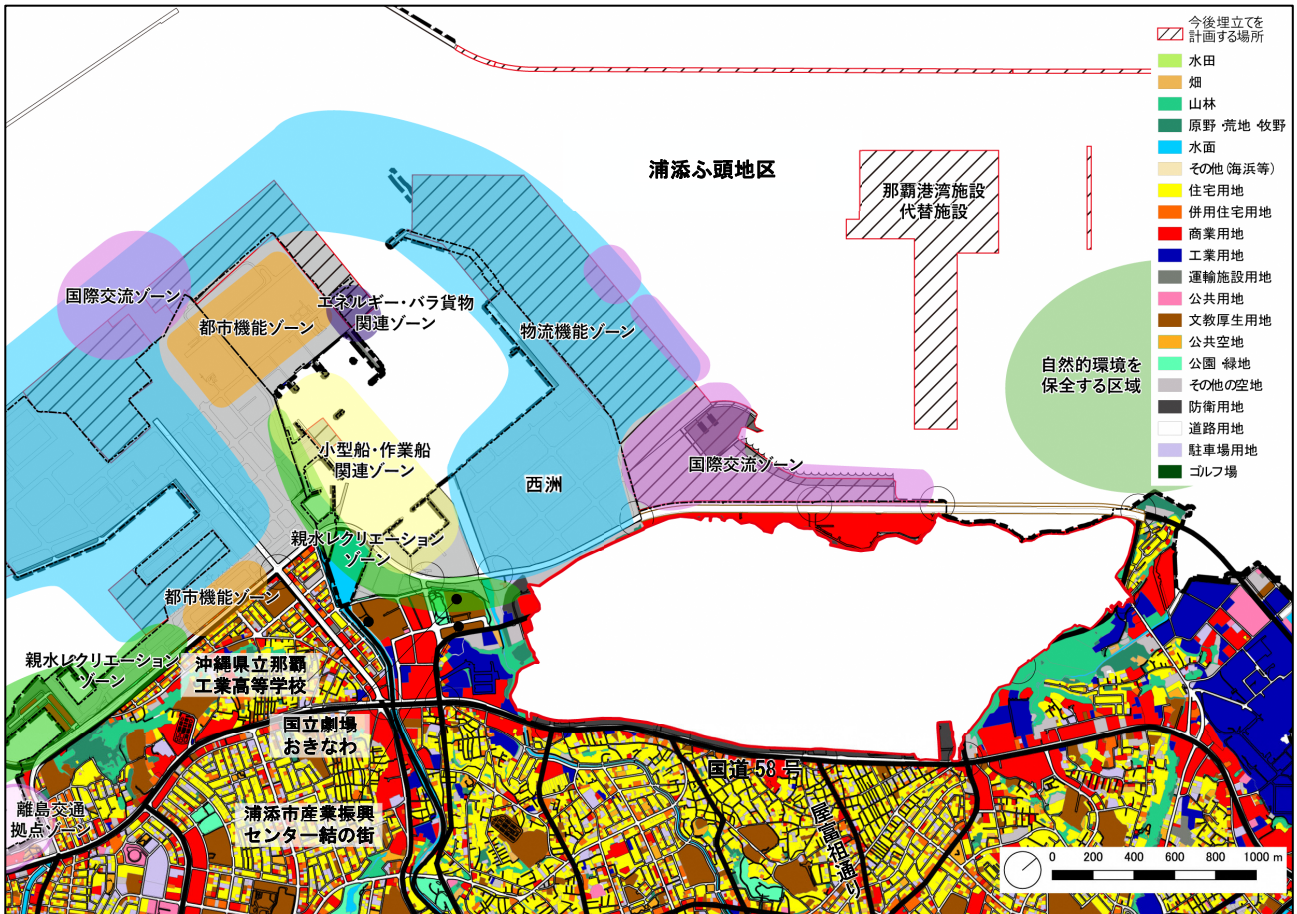 今後埋立てを
計画する場所
水田
畑
山林
原野・荒地・牧野
水面
その他(海浜等)
住宅用地
併用住宅用地
商業用地
工業用地
運輸施設用地
公共用地
文教厚生用地
公共空地
公園・緑地
その他の空地
防衛用地
道路用地
駐車場用地
ゴルフ場
浦添ふ頭地区
那覇港湾施設
代替施設
国際交流ゾーン
都市機能ゾーン
エネルギー・バラ貨物
関連ゾーン
物流機能ゾーン
自然的環境を
保全する区域
小型船・作業船
関連ゾーン
西洲
国際交流ゾーン
親水レクリエーション
ゾーン
都市機能ゾーン
親水レクリエーション
ゾーン
沖縄県立那覇
工業高等学校
国立劇場
おきなわ
国道58号
屋富祖通り
離島交通
拠点ゾーン
浦添市産業振興
センター結の街
0 200 400 600 800 1000 m